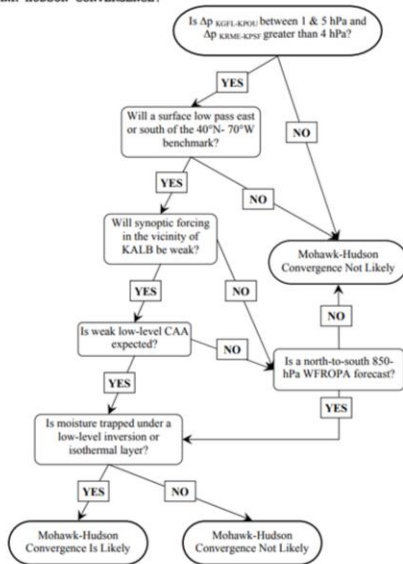 HUDSON CONVERGENCE?
Is Δp KGFL-KPOU between 1 & 5 hPa and
Δp KRME-KPSF greater than 4 hPa?
YES
NO
Will a surface low pass east
or south of the 40°N- 70°W
benchmark?
YES
NO
Will synoptic forcing
in the vicinity of
KALB be weak?
Mohawk-Hudson
Convergence Not Likely
YES
NO
NO
Is weak low-level CAA
expected?
NO
Is a north-to-south 850-
hPa WFROPA forecast?
YES
YES
Is moisture trapped under a
low-level inversion or
isothermal layer?
YES
NO
Mohawk-Hudson
Convergence Is Likely
Mohawk-Hudson
Convergence Not Likely